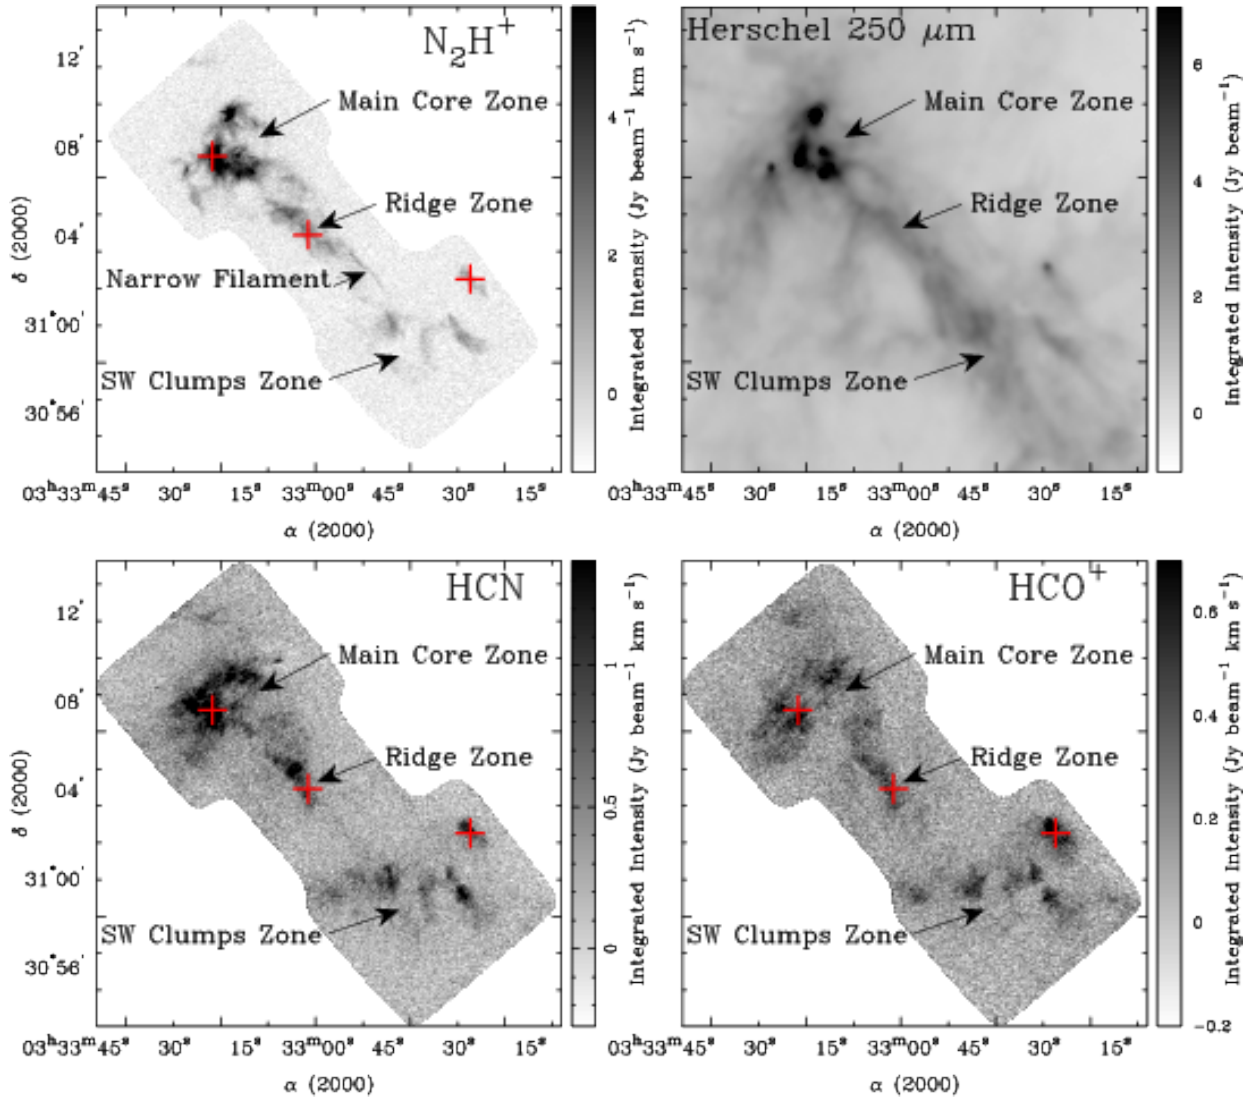 N₂H⁺
12′
Main Core Zone
08′
Ridge Zone
04′
Narrow Filament
31°00′
SW Clumps Zone
30°56′
δ (2000)
03ʰ33ᵐ45ˢ 30ˢ 15ˢ 33ᵐ00ˢ 45ˢ 30ˢ 15ˢ
α (2000)
4
2
0
Integrated Intensity (Jy beam⁻¹ km s⁻¹)
Herschel 250 μm
Main Core Zone
Ridge Zone
SW Clumps Zone
03ʰ33ᵐ45ˢ 30ˢ 15ˢ 33ᵐ00ˢ 45ˢ 30ˢ 15ˢ
α (2000)
6
4
2
0
Integrated Intensity (Jy beam⁻¹)
HCN
12′
Main Core Zone
08′
Ridge Zone
04′
31°00′
SW Clumps Zone
30°56′
δ (2000)
03ʰ33ᵐ45ˢ 30ˢ 15ˢ 33ᵐ00ˢ 45ˢ 30ˢ 15ˢ
α (2000)
1
0.5
0
Integrated Intensity (Jy beam⁻¹ km s⁻¹)
HCO⁺
Main Core Zone
Ridge Zone
SW Clumps Zone
03ʰ33ᵐ45ˢ 30ˢ 15ˢ 33ᵐ00ˢ 45ˢ 30ˢ 15ˢ
α (2000)
0.6
0.4
0.2
0
−0.2
Integrated Intensity (Jy beam⁻¹ km s⁻¹)